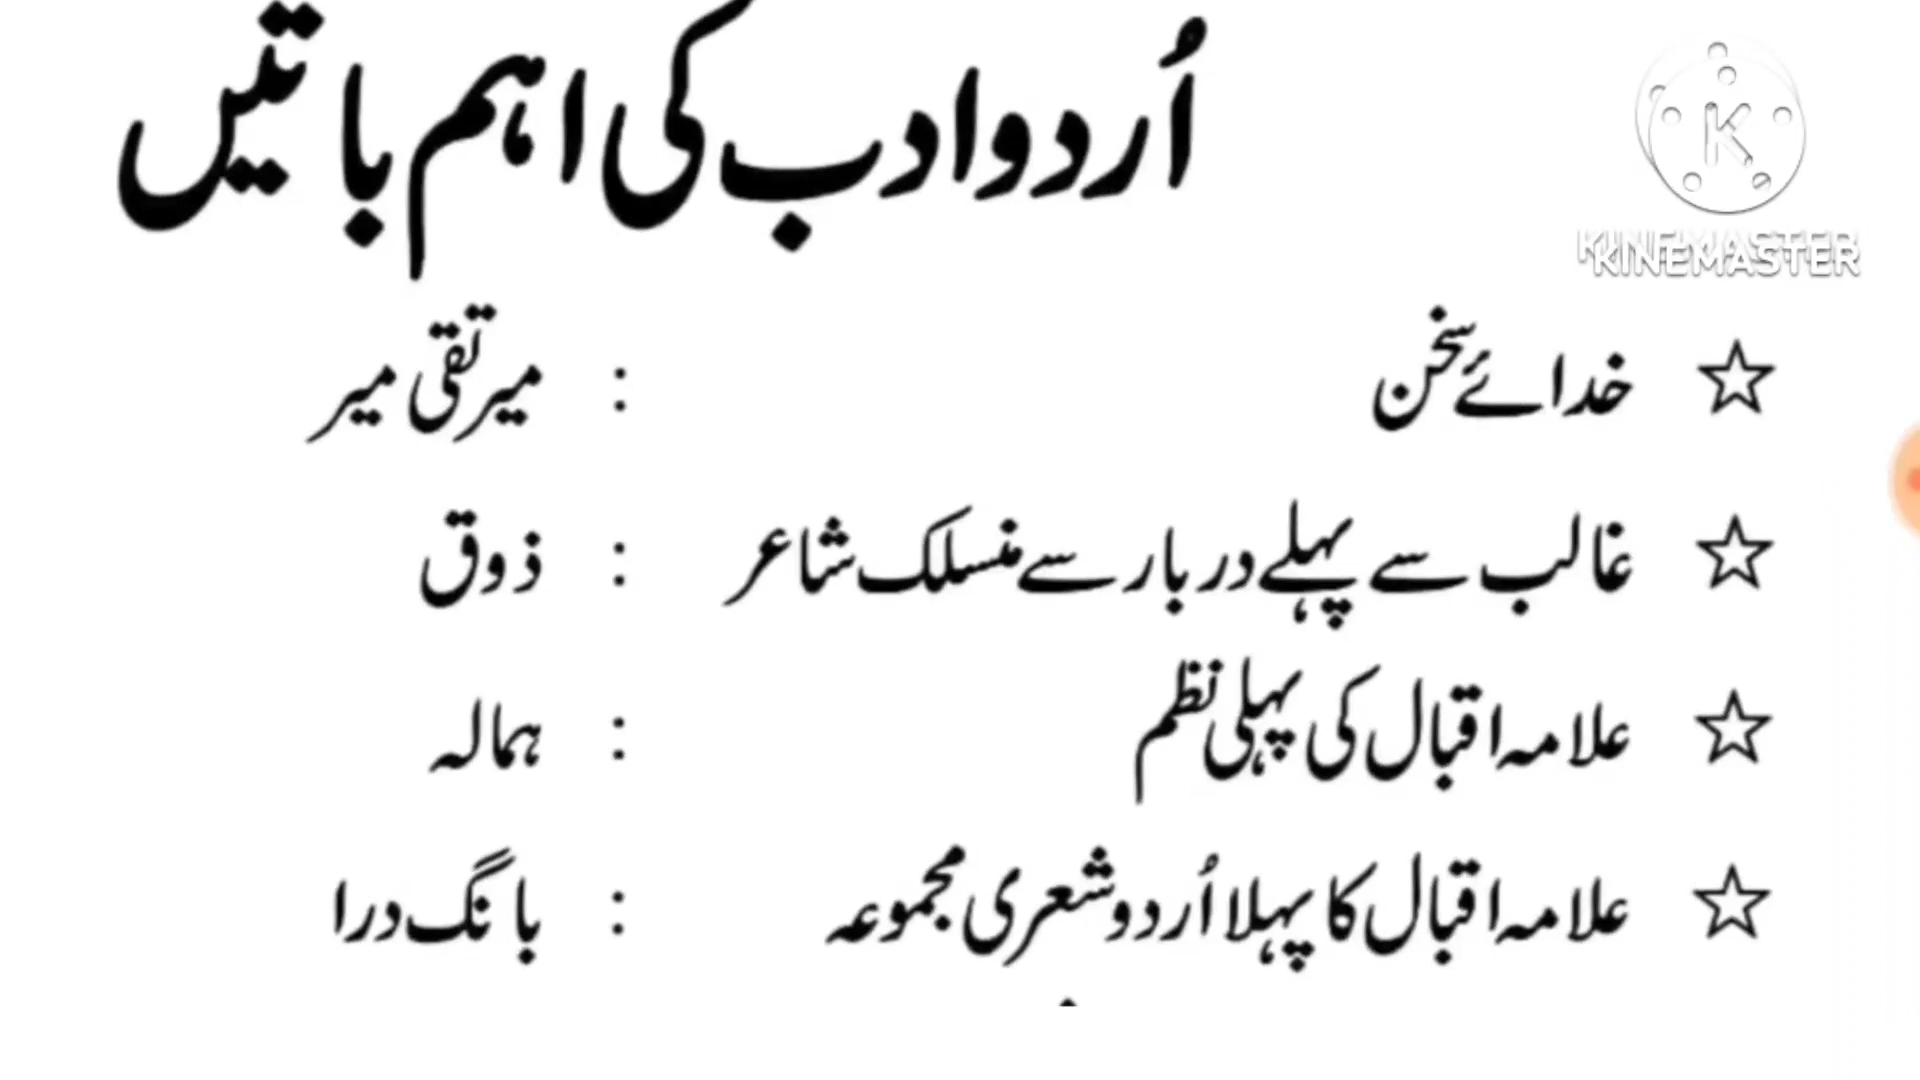 اُردو ادب کی اہم باتیں
KINEMASTER
☆ خدائے سخن : میر تقی میر
☆ غالب سے پہلے دربار سے منسلک شاعر : ذوق
☆ علامہ اقبال کی پہلی نظم : ہمالہ
☆ علامہ اقبال کا پہلا اُردو شعری مجموعہ : بانگ درا